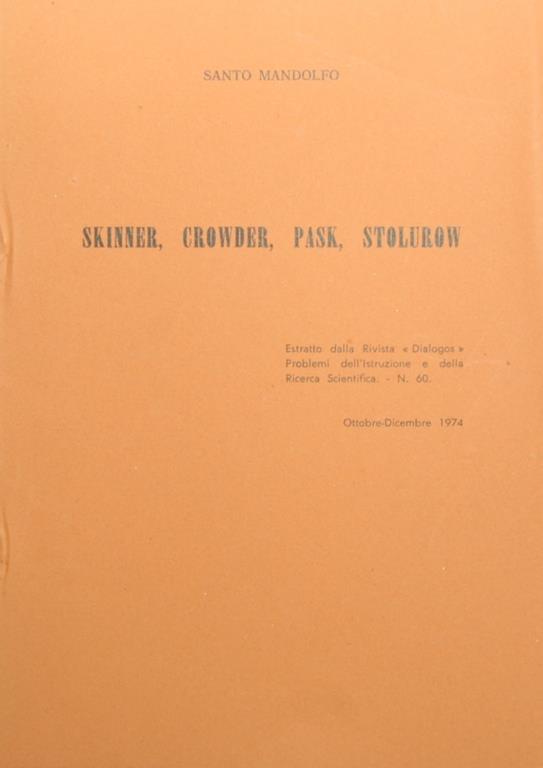 SANTO MANDOLFO
SKINNER, CROWDER, PASK, STOLUROW
Estratto dalla Rivista « Dialogos »
Problemi dell'Istruzione e della
Ricerca Scientifica. - N. 60.
Ottobre-Dicembre 1974